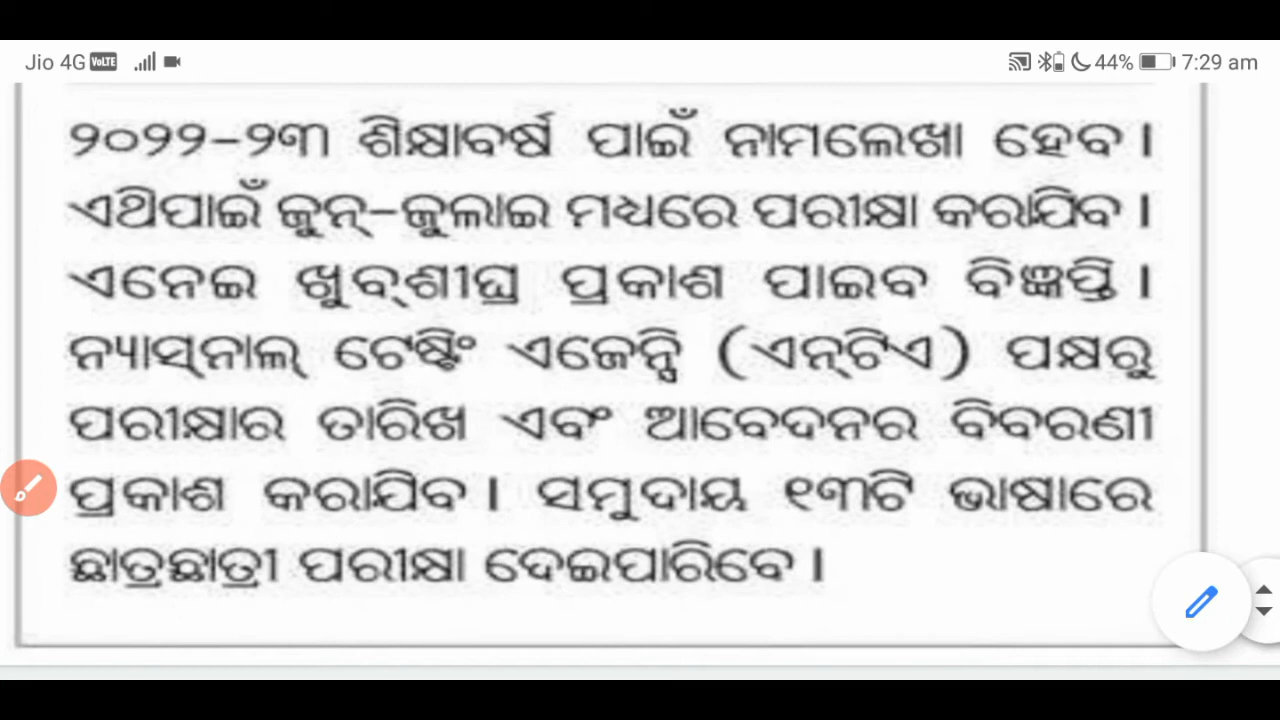 Jio 4G VoLTE 44% 7:29 am
୨୦୨୨-୨୩ ଶିକ୍ଷାବର୍ଷ ପାଇଁ ନାମଲେଖା ହେବ ।
ଏଥିପାଇଁ ଜୁନ୍-ଜୁଲାଇ ମଧ୍ୟରେ ପରୀକ୍ଷା କରାଯିବ ।
ଏନେଇ ଖୁବ୍‌ଶୀଘ୍ର ପ୍ରକାଶ ପାଇବ ବିଜ୍ଞପ୍ତି ।
ନ୍ୟାସ୍‌ନାଲ୍ ଟେଷ୍ଟିଂ ଏଜେନ୍ସି (ଏନ୍‌ଟିଏ) ପକ୍ଷରୁ
ପରୀକ୍ଷାର ତାରିଖ ଏବଂ ଆବେଦନର ବିବରଣୀ
ପ୍ରକାଶ କରାଯିବ । ସମୁଦାୟ ୧୩ଟି ଭାଷାରେ
ଛାତ୍ରଛାତ୍ରୀ ପରୀକ୍ଷା ଦେଇପାରିବେ ।